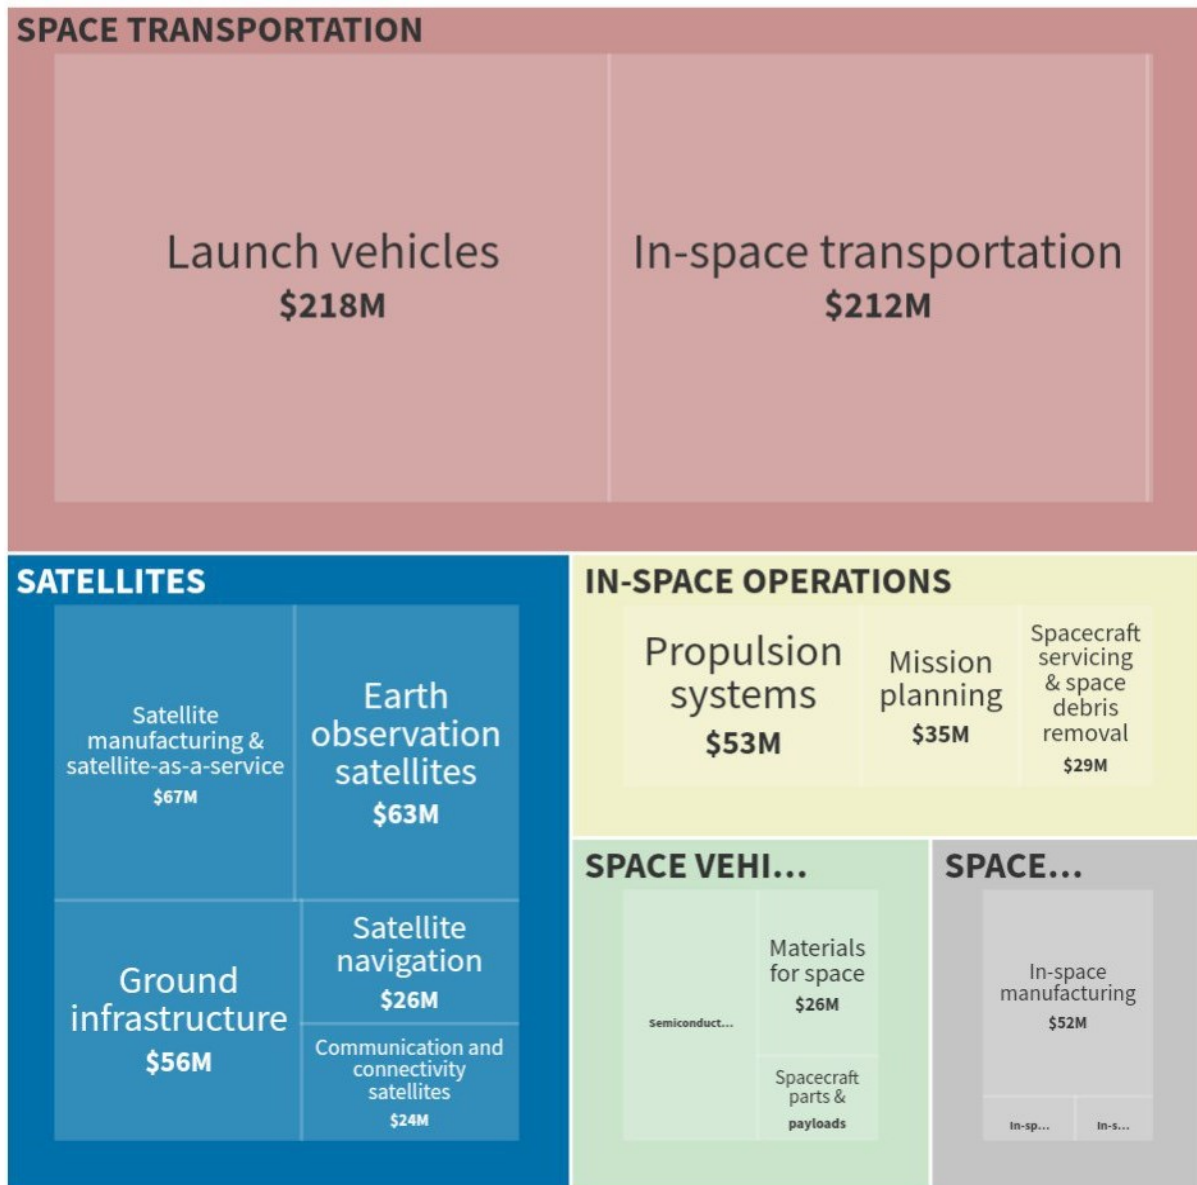 SPACE TRANSPORTATION
Launch vehicles
$218M
In-space transportation
$212M
SATELLITES
Satellite
manufacturing &
satellite-as-a-service
$67M
Earth
observation
satellites
$63M
Ground
infrastructure
$56M
Satellite
navigation
$26M
Communication and
connectivity
satellites
$24M
IN-SPACE OPERATIONS
Propulsion
systems
$53M
Mission
planning
$35M
Spacecraft
servicing
& space
debris
removal
$29M
SPACE VEHI...
Semiconduct...
Materials
for space
$26M
Spacecraft
parts &
payloads
SPACE...
In-space
manufacturing
$52M
In-sp...
In-s...